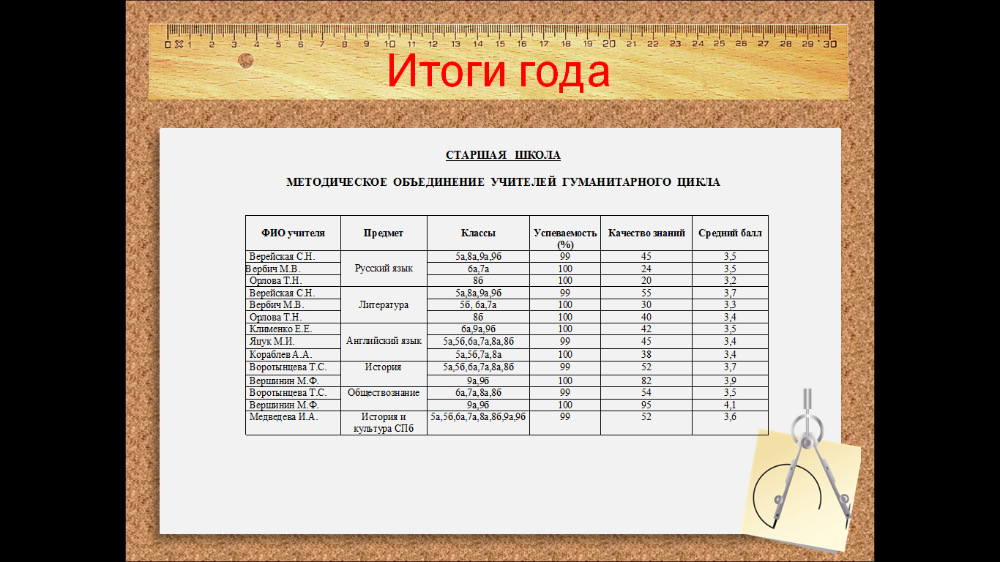 0 1 2 3 4 5 6 7 8 9 10 11 12 13 14 15 16 17 18 19 20 21 22 23 24 25 26 27 28 29 30
Итоги года
СТАРШАЯ ШКОЛА
МЕТОДИЧЕСКОЕ ОБЪЕДИНЕНИЕ УЧИТЕЛЕЙ ГУМАНИТАРНОГО ЦИКЛА
ФИО учителя Предмет Классы Успеваемость (%) Качество знаний Средний балл
Верейская С.Н. Русский язык 5а,8а,9а,9б 99 45 3,5
Вербич М.В. 6а,7а 100 24 3,5
Орлова Т.Н. 8б 100 20 3,2
Верейская С.Н. Литература 5а,8а,9а,9б 99 55 3,7
Вербич М.В. 5б, 6а,7а 100 30 3,3
Орлова Т.Н. 8б 100 40 3,4
Клименко Е.Е. Английский язык 6а,9а,9б 100 42 3,5
Яцук М.И. 5а,5б,6а,7а,8а,8б 99 45 3,4
Кораблев А.А. 5а,5б,7а,8а 100 38 3,4
Воротынцева Т.С. История 5а,5б,6а,7а,8а,8б 99 52 3,7
Вершинин М.Ф. 9а,9б 100 82 3,9
Воротынцева Т.С. Обществознание 6а,7а,8а,8б 99 54 3,5
Вершинин М.Ф. 9а,9б 100 95 4,1
Медведева И.А. История и культура СПб 5а,5б,6а,7а,8а,8б,9а,9б 99 52 3,6